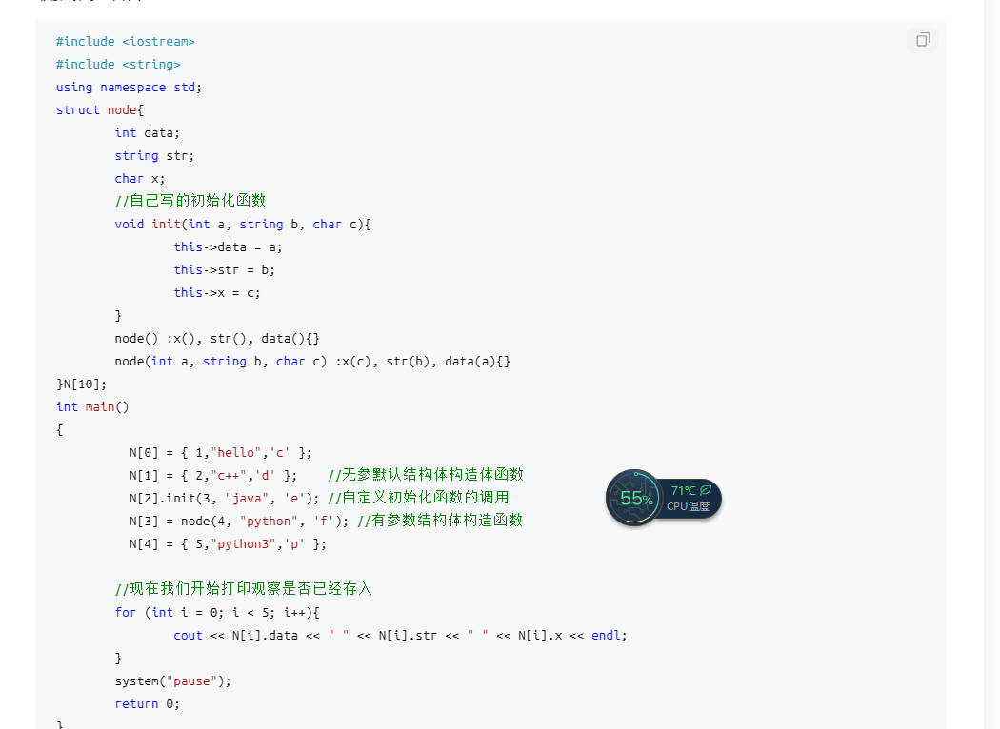 #include <iostream>
#include <string>
using namespace std;
struct node{
        int data;
        string str;
        char x;
        //自己写的初始化函数
        void init(int a, string b, char c){
                this->data = a;
                this->str = b;
                this->x = c;
        }
        node() :x(), str(), data(){}
        node(int a, string b, char c) :x(c), str(b), data(a){}
}N[10];
int main()
{
          N[0] = { 1,"hello",'c' };
          N[1] = { 2,"c++",'d' };    //无参默认结构体构造体函数
          N[2].init(3, "java", 'e'); //自定义初始化函数的调用
          N[3] = node(4, "python", 'f'); //有参数结构体构造函数
          N[4] = { 5,"python3",'p' };

        //现在我们开始打印观察是否已经存入
        for (int i = 0; i < 5; i++){
                cout << N[i].data << " " << N[i].str << " " << N[i].x << endl;
        }
        system("pause");
        return 0;
}
55%
71℃
CPU温度